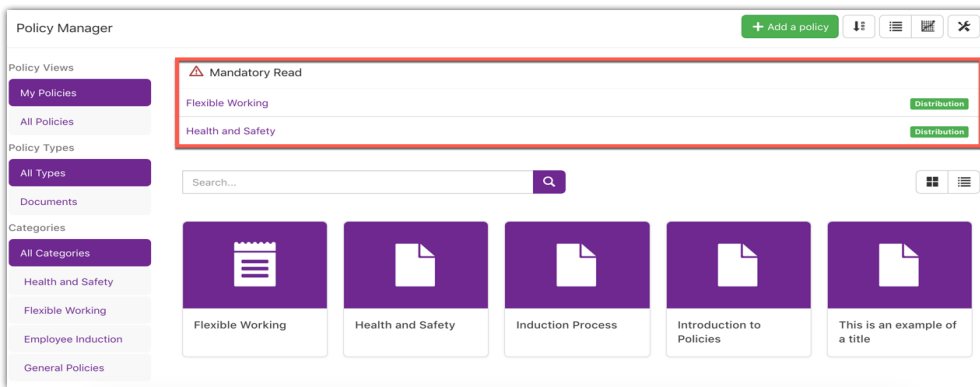 Policy Manager
+ Add a policy
Policy Views
My Policies
All Policies
Policy Types
All Types
Documents
Categories
All Categories
Health and Safety
Flexible Working
Employee Induction
General Policies
Mandatory Read
Flexible Working
Distribution
Health and Safety
Distribution
Search...
Flexible Working
Health and Safety
Induction Process
Introduction to
Policies
This is an example of
a title